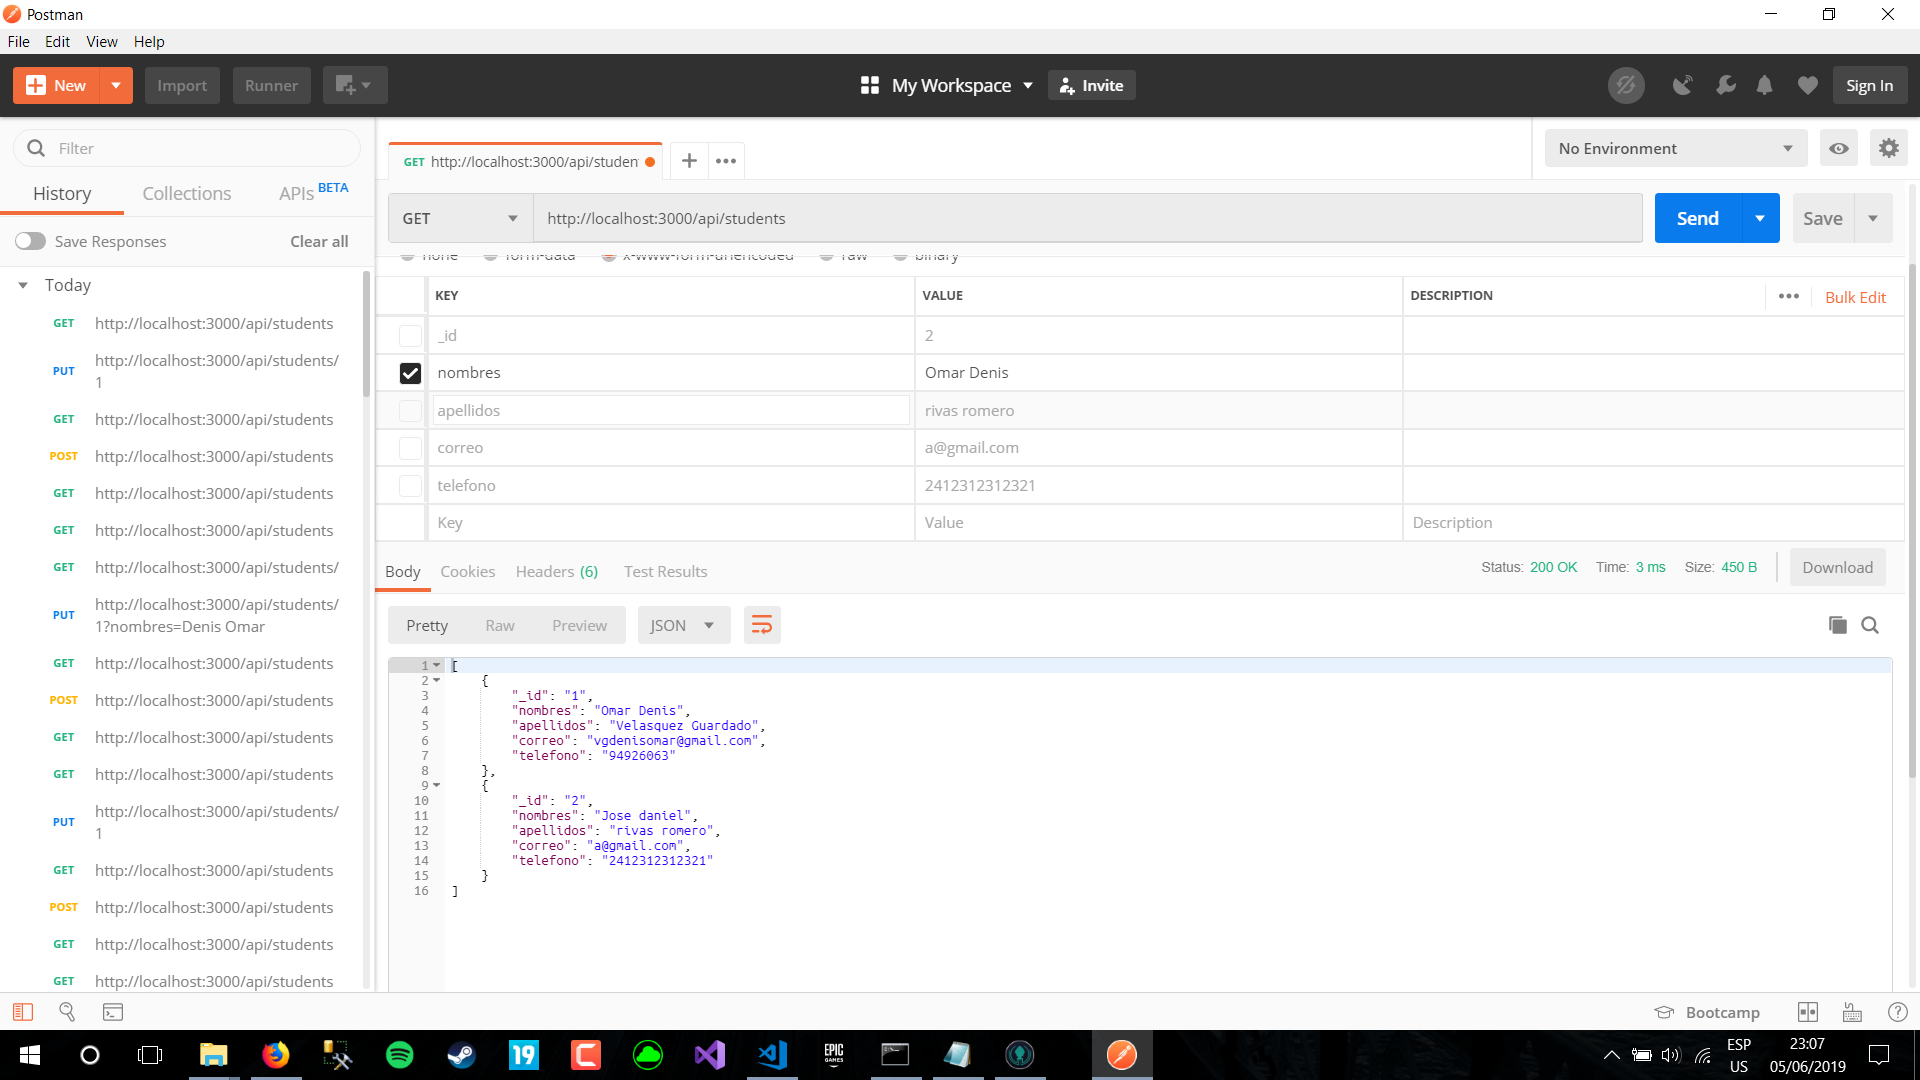 Postman
File Edit View Help
New Import Runner My Workspace Invite Sign In
Filter
History Collections APIs BETA
Save Responses Clear all
Today
GET http://localhost:3000/api/students
PUT http://localhost:3000/api/students/
1
GET http://localhost:3000/api/students
POST http://localhost:3000/api/students
GET http://localhost:3000/api/students
GET http://localhost:3000/api/students
GET http://localhost:3000/api/students/
PUT http://localhost:3000/api/students/
1?nombres=Denis Omar
GET http://localhost:3000/api/students
POST http://localhost:3000/api/students
GET http://localhost:3000/api/students
GET http://localhost:3000/api/students
PUT http://localhost:3000/api/students/
1
GET http://localhost:3000/api/students
POST http://localhost:3000/api/students
GET http://localhost:3000/api/students
GET http://localhost:3000/api/students
GET http://localhost:3000/api/studen
No Environment
GET http://localhost:3000/api/students Send Save
none form-data x-www-form-urlencoded raw binary
KEY VALUE DESCRIPTION Bulk Edit
_id 2
nombres Omar Denis
apellidos rivas romero
correo a@gmail.com
telefono 2412312312321
Key Value Description
Body Cookies Headers (6) Test Results Status: 200 OK Time: 3 ms Size: 450 B Download
Pretty Raw Preview JSON
1 [
2 {
3 "_id": "1",
4 "nombres": "Omar Denis",
5 "apellidos": "Velasquez Guardado",
6 "correo": "vgdenisomar@gmail.com",
7 "telefono": "94926063"
8 },
9 {
10 "_id": "2",
11 "nombres": "Jose daniel",
12 "apellidos": "rivas romero",
13 "correo": "a@gmail.com",
14 "telefono": "2412312312321"
15 }
16 ]
Bootcamp
19
EPIC
GAMES
ESP
US
23:07
05/06/2019